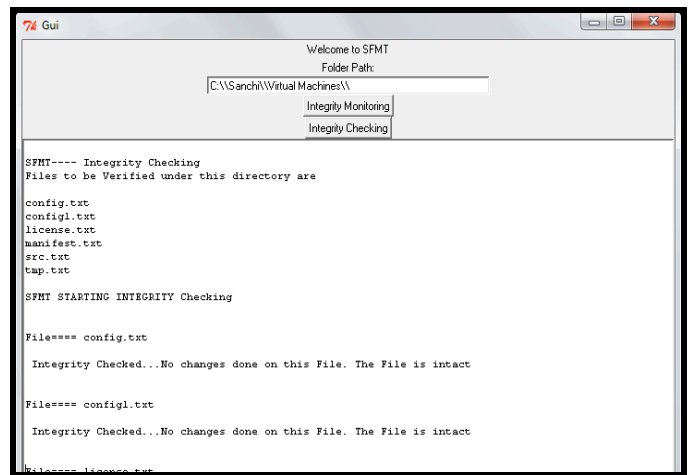 Gui
Welcome to SFMT
Folder Path:
C:\\Sanchi\\Virtual Machines\\
Integrity Monitoring
Integrity Checking
SFMT---- Integrity Checking
Files to be Verified under this directory are
config.txt
config1.txt
license.txt
manifest.txt
src.txt
tmp.txt
SFMT STARTING INTEGRITY Checking
File==== config.txt
Integrity Checked...No changes done on this File. The File is intact
File==== config1.txt
Integrity Checked...No changes done on this File. The File is intact
File==== license.txt